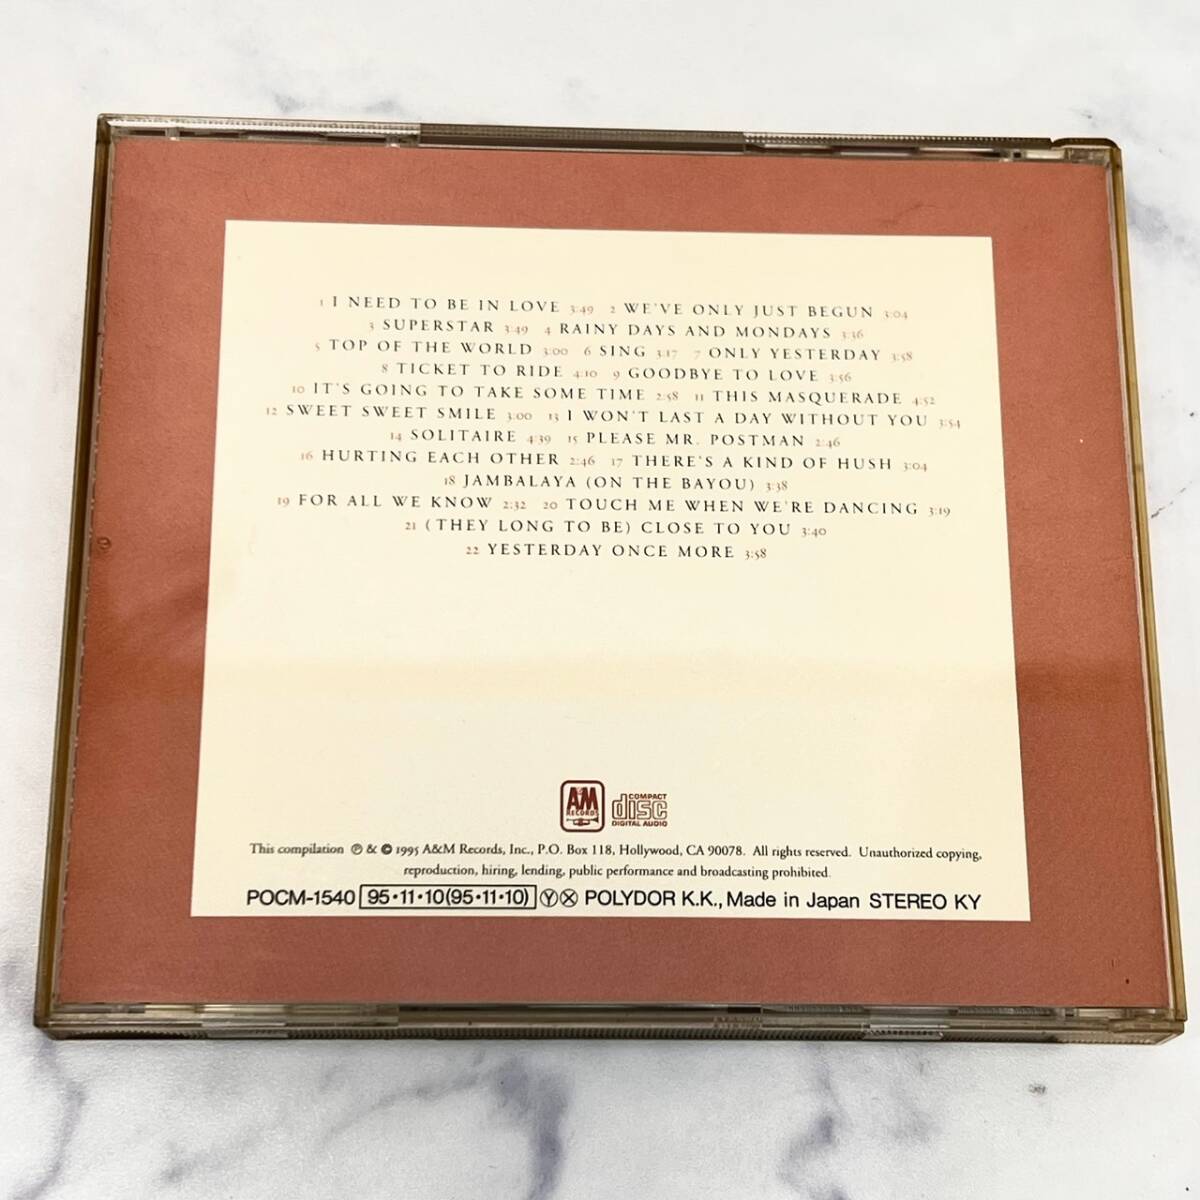 1 I NEED TO BE IN LOVE 3:49 2 WE'VE ONLY JUST BEGUN 3:04
3 SUPERSTAR 3:49 4 RAINY DAYS AND MONDAYS 3:36
5 TOP OF THE WORLD 3:00 6 SING 3:17 7 ONLY YESTERDAY 3:58
8 TICKET TO RIDE 4:10 9 GOODBYE TO LOVE 3:56
10 IT'S GOING TO TAKE SOME TIME 2:58 11 THIS MASQUERADE 4:52
12 SWEET SWEET SMILE 3:00 13 I WON'T LAST A DAY WITHOUT YOU 3:54
14 SOLITAIRE 4:39 15 PLEASE MR. POSTMAN 2:46
16 HURTING EACH OTHER 2:46 17 THERE'S A KIND OF HUSH 3:04
18 JAMBALAYA (ON THE BAYOU) 3:38
19 FOR ALL WE KNOW 2:32 20 TOUCH ME WHEN WE'RE DANCING 3:19
21 (THEY LONG TO BE) CLOSE TO YOU 3:40
22 YESTERDAY ONCE MORE 3:58
A&M RECORDS
COMPACT disc DIGITAL AUDIO
This compilation ℗ & © 1995 A&M Records, Inc., P.O. Box 118, Hollywood, CA 90078. All rights reserved. Unauthorized copying,
reproduction, hiring, lending, public performance and broadcasting prohibited.
POCM-1540 95·11·10(95·11·10) Ⓨⓧ POLYDOR K.K., Made in Japan STEREO KY